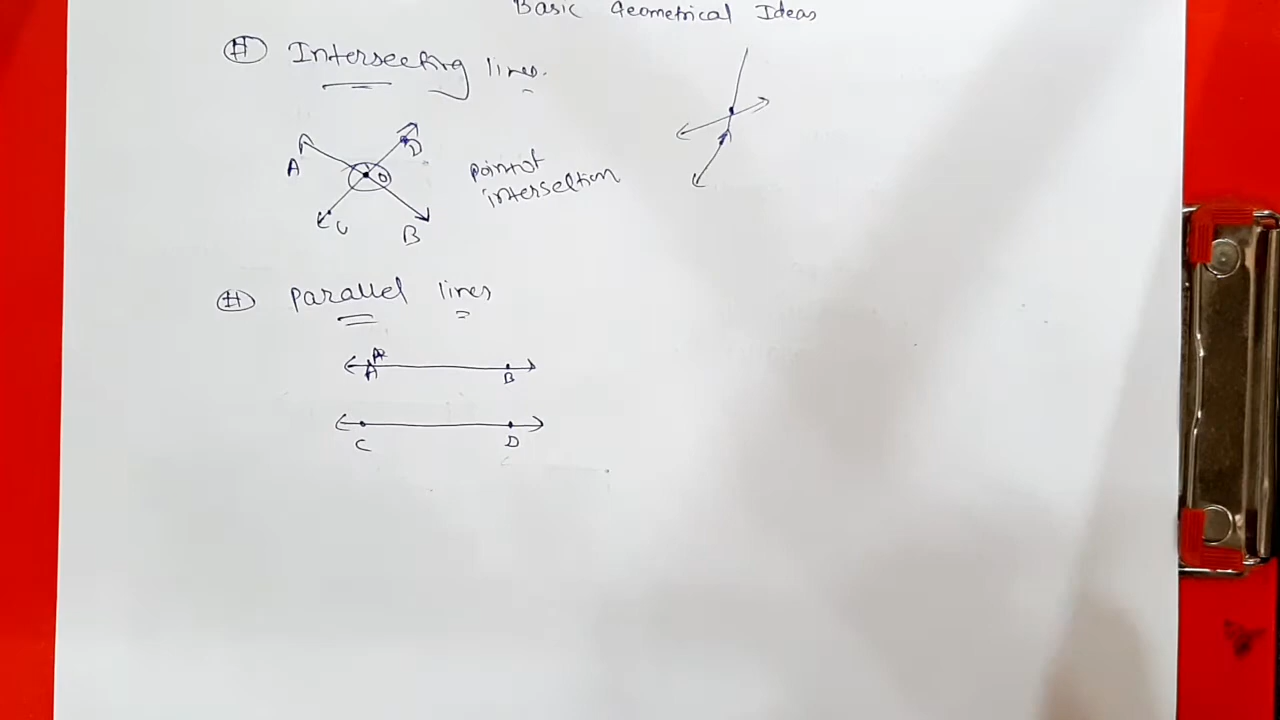 Basic Geometrical Ideas
# Intersecting lines.
A
D
O
C
B
point of
intersection
# Parallel lines
A
A
B
C
D